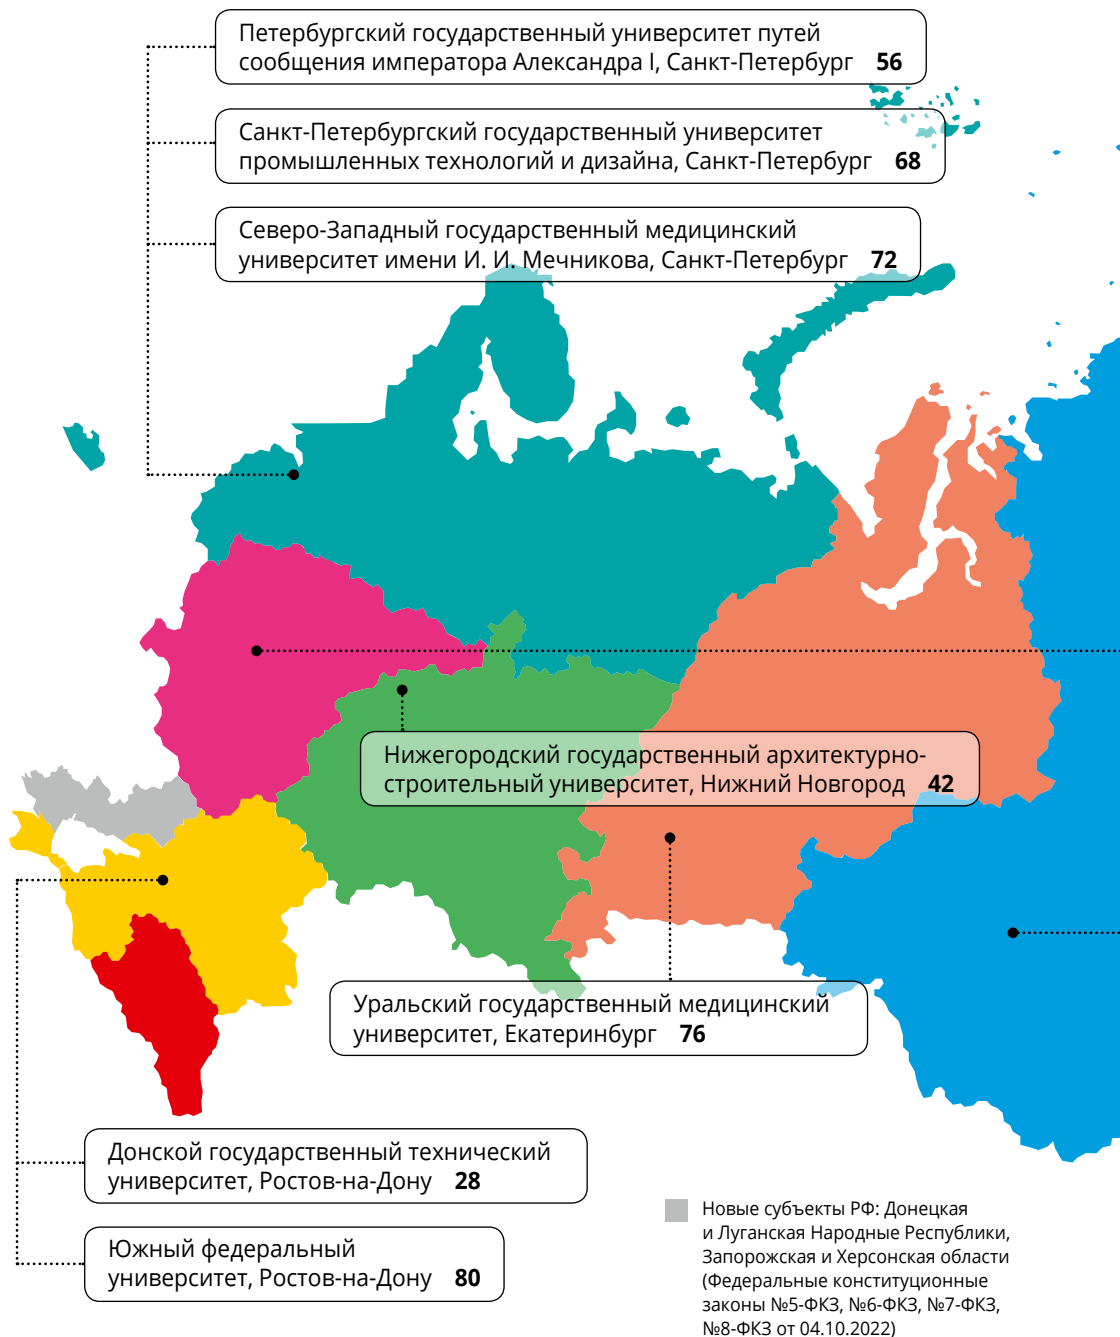 Петербургский государственный университет путей
сообщения императора Александра I, Санкт-Петербург 56
Санкт-Петербургский государственный университет
промышленных технологий и дизайна, Санкт-Петербург 68
Северо-Западный государственный медицинский
университет имени И. И. Мечникова, Санкт-Петербург 72
Нижегородский государственный архитектурно-
строительный университет, Нижний Новгород 42
Уральский государственный медицинский
университет, Екатеринбург 76
Донской государственный технический
университет, Ростов-на-Дону 28
Южный федеральный
университет, Ростов-на-Дону 80
Новые субъекты РФ: Донецкая
и Луганская Народные Республики,
Запорожская и Херсонская области
(Федеральные конституционные
законы №5-ФКЗ, №6-ФКЗ, №7-ФКЗ,
№8-ФКЗ от 04.10.2022)